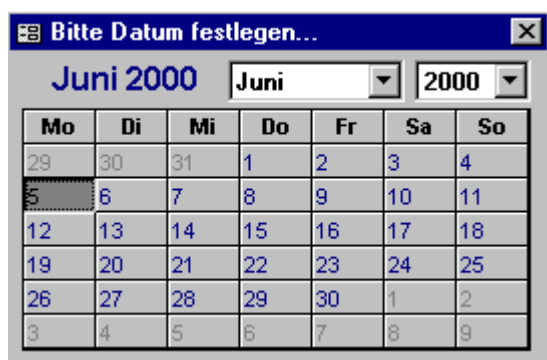 Bitte Datum festlegen...
Juni 2000 Juni 2000
Mo Di Mi Do Fr Sa So
29 30 31 1 2 3 4
5 6 7 8 9 10 11
12 13 14 15 16 17 18
19 20 21 22 23 24 25
26 27 28 29 30 1 2
3 4 5 6 7 8 9